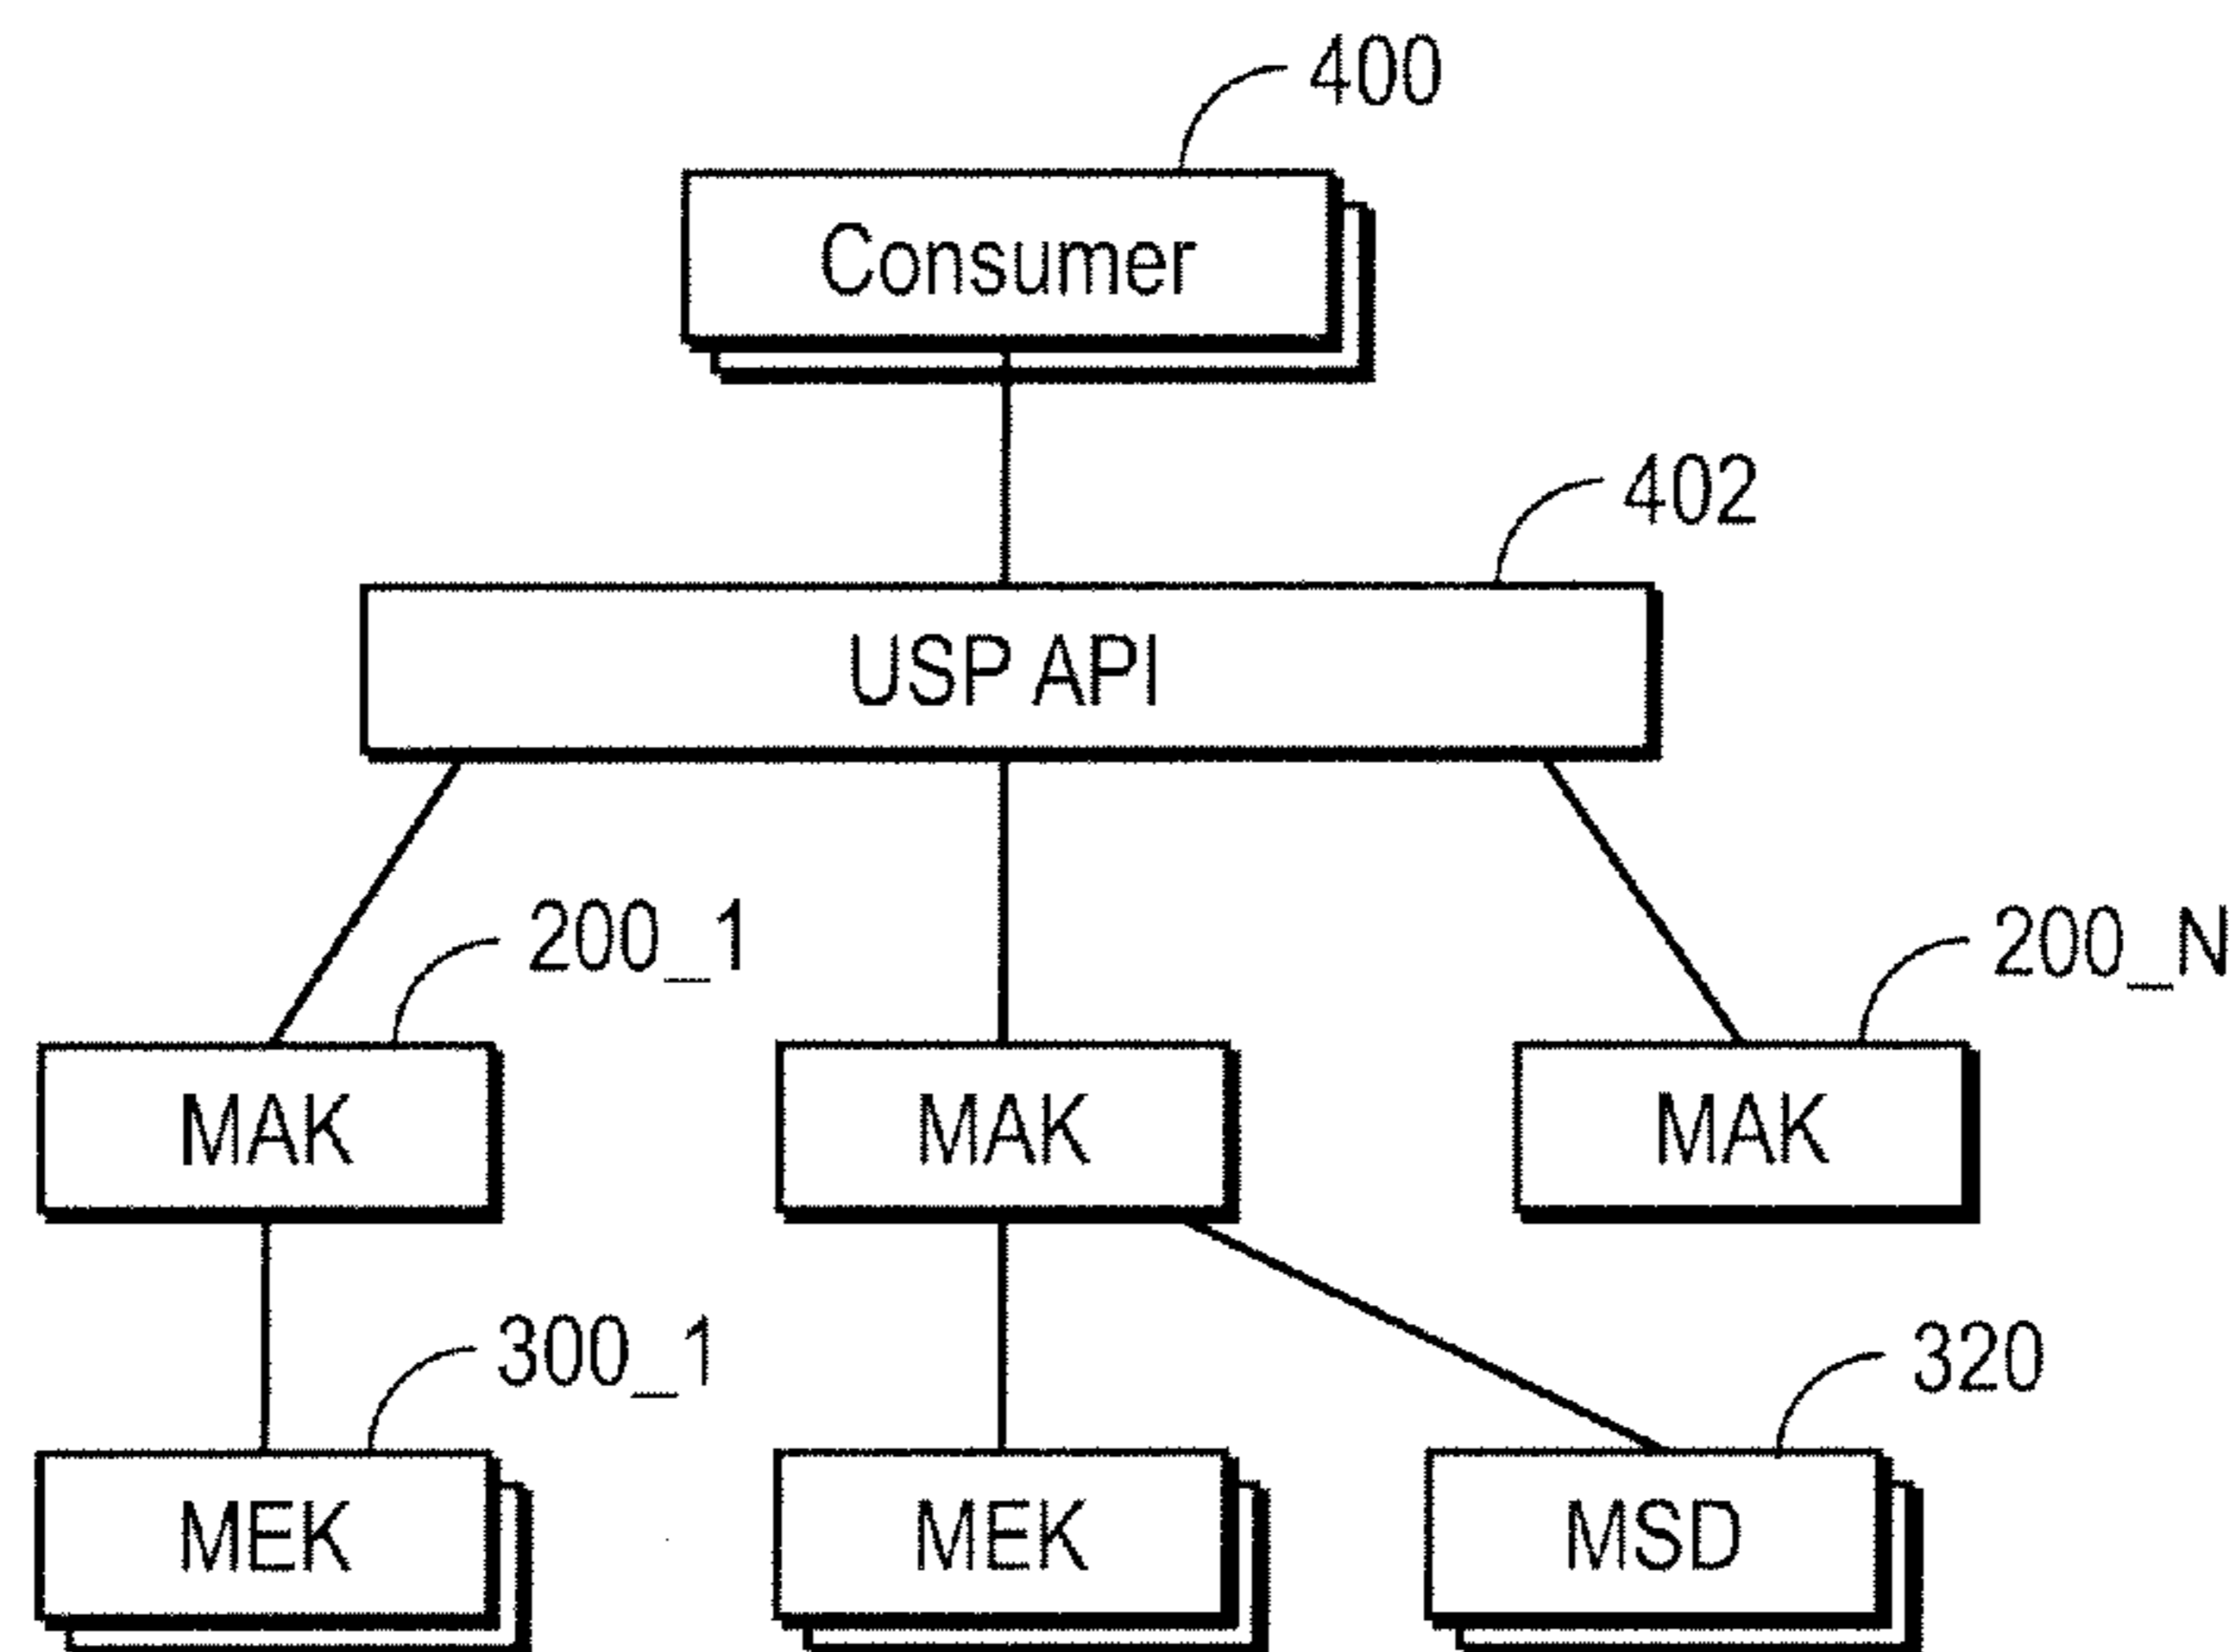 400
Consumer
402
USP API
200_1
200_N
MAK
MAK
MAK
300_1
320
MEK
MEK
MSD